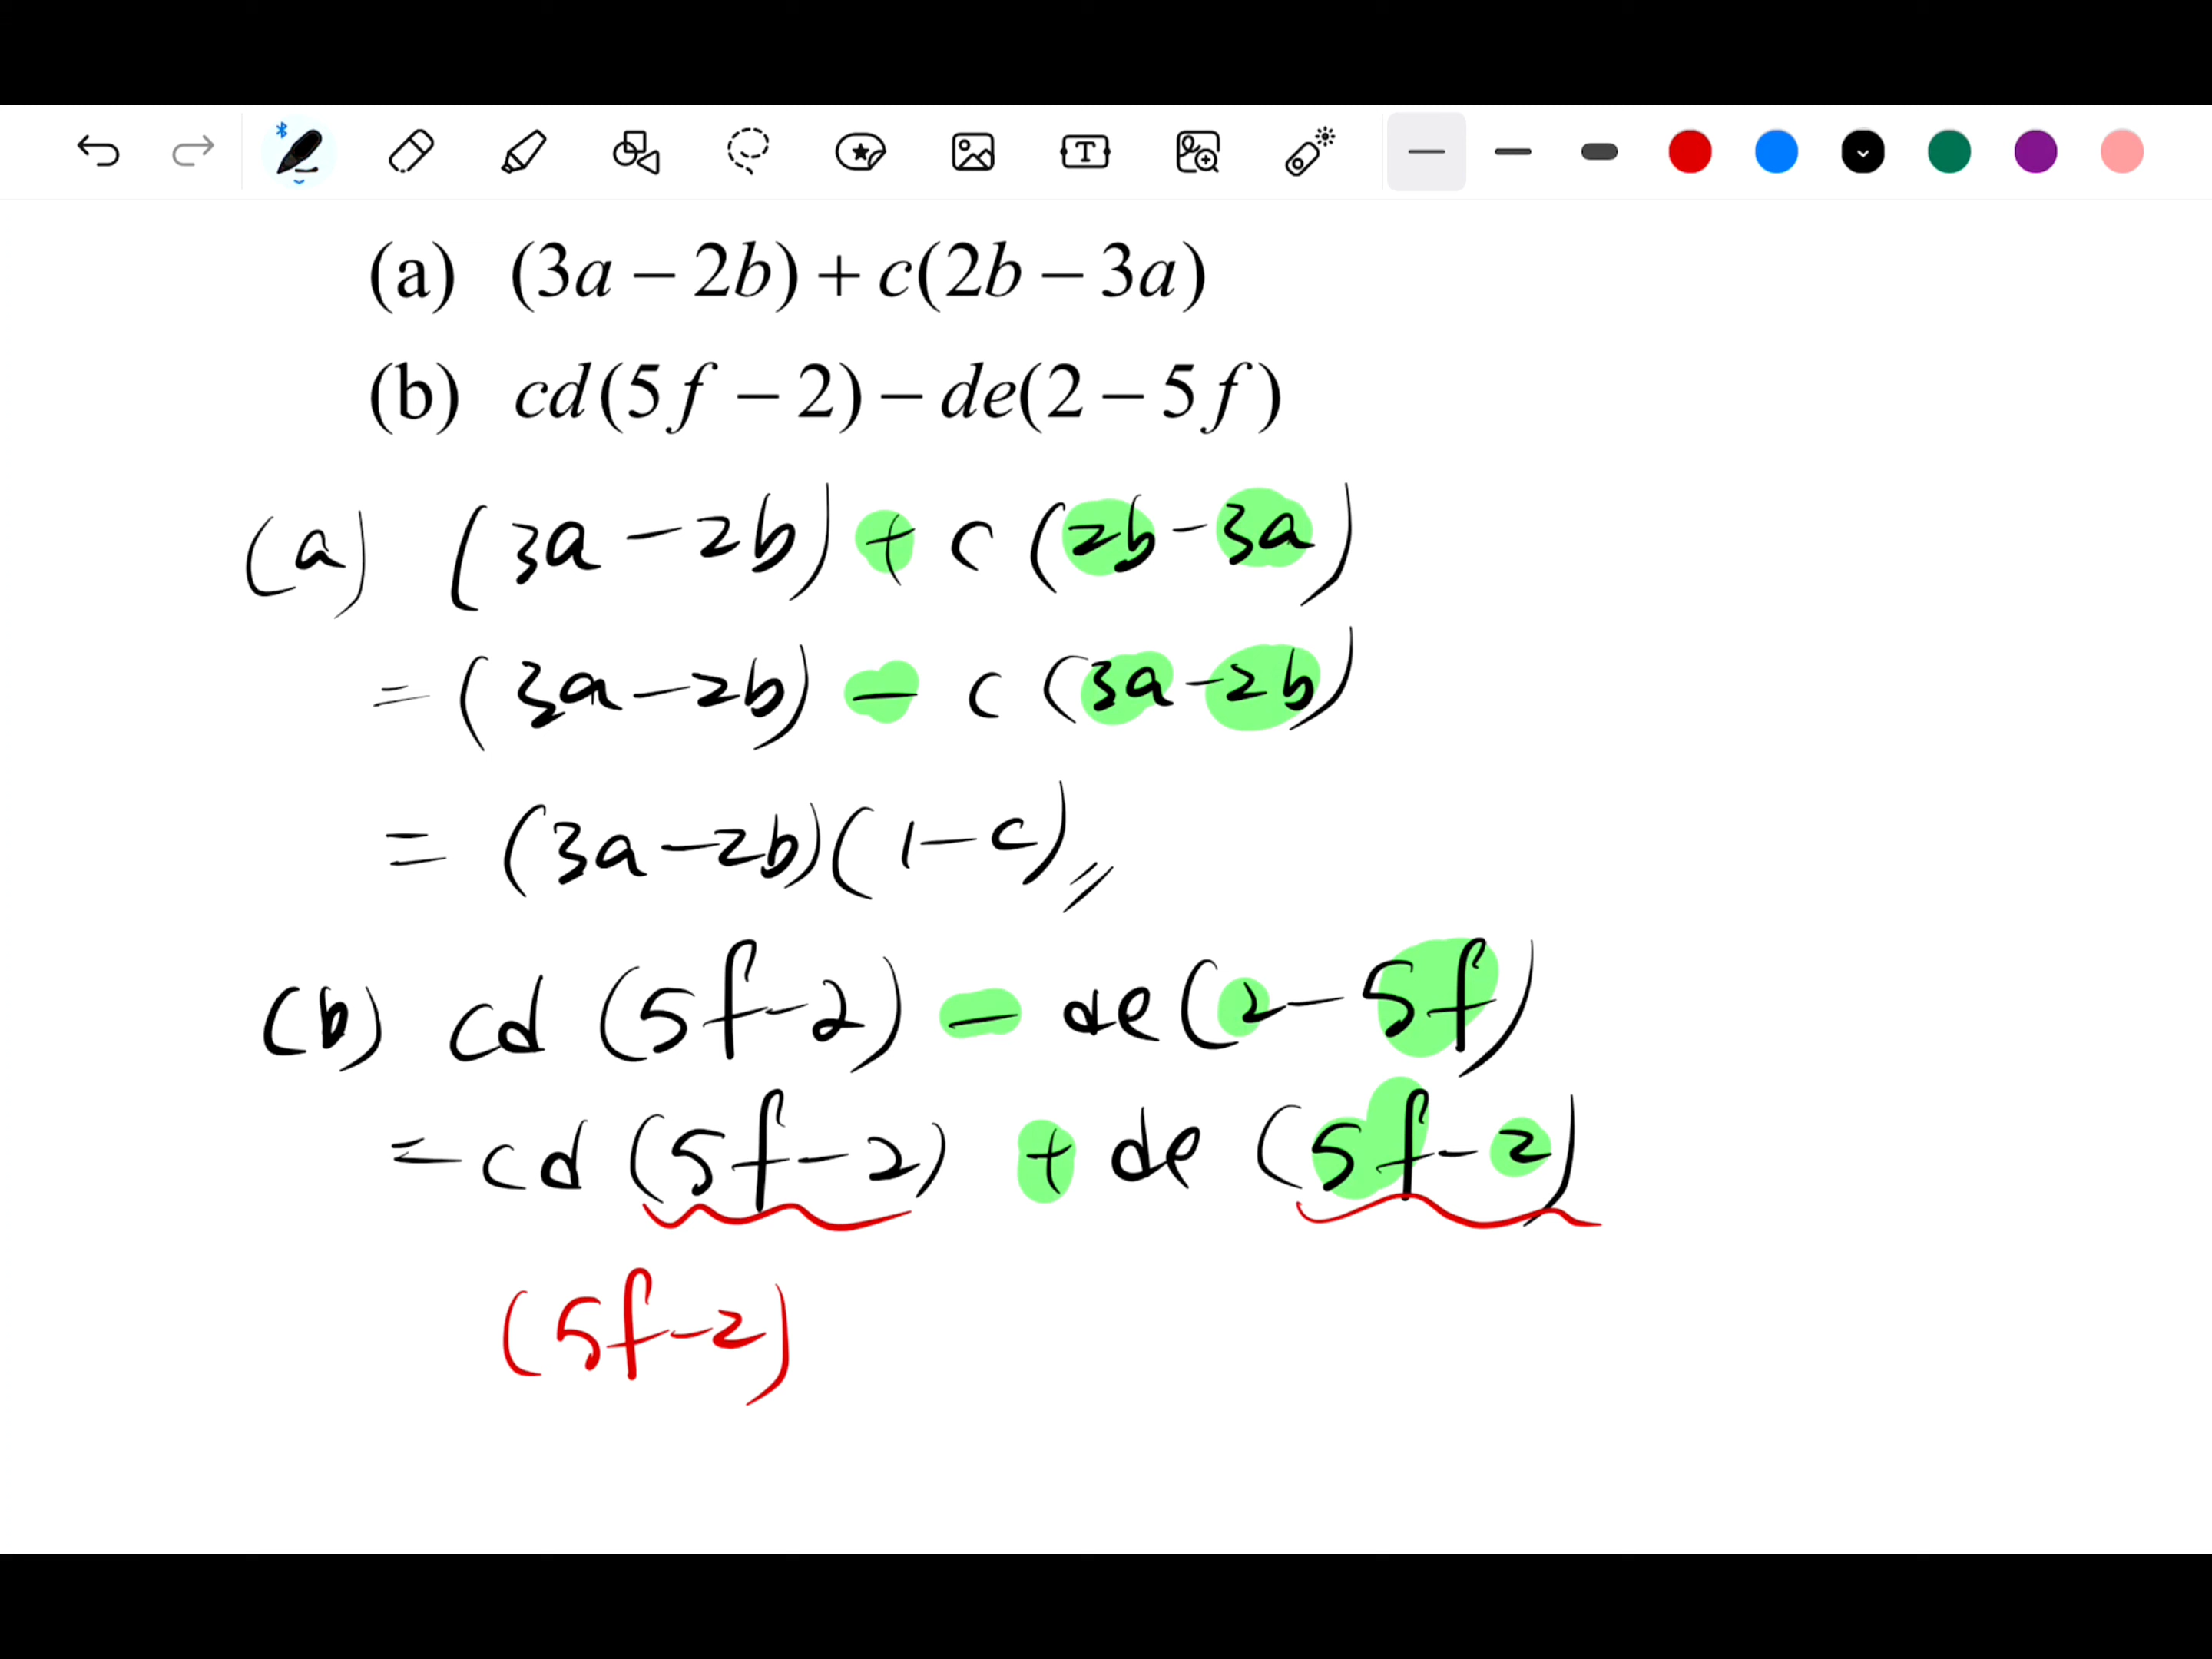 (a) (3a − 2b) + c(2b − 3a)
(b) cd(5f − 2) − de(2 − 5f)
(a) (3a − 2b) + c (2b − 3a)
= (3a − 2b) − c (3a − 2b)
= (3a − 2b)(1 − c)
(b) cd (5f − 2) − de(2 − 5f)
= cd (5f − 2) + de (5f − 2)
(5f − 2)